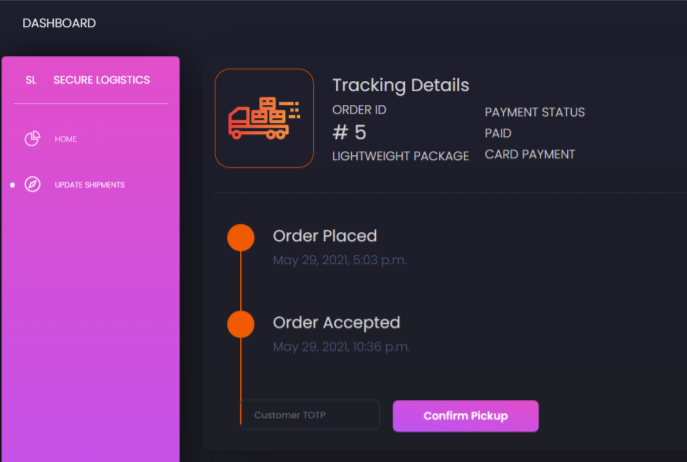 DASHBOARD
SL SECURE LOGISTICS
HOME
UPDATE SHIPMENTS
Tracking Details
ORDER ID
# 5
LIGHTWEIGHT PACKAGE
PAYMENT STATUS
PAID
CARD PAYMENT
Order Placed
May 29, 2021, 5:03 p.m.
Order Accepted
May 29, 2021, 10:36 p.m.
Customer TOTP
Confirm Pickup